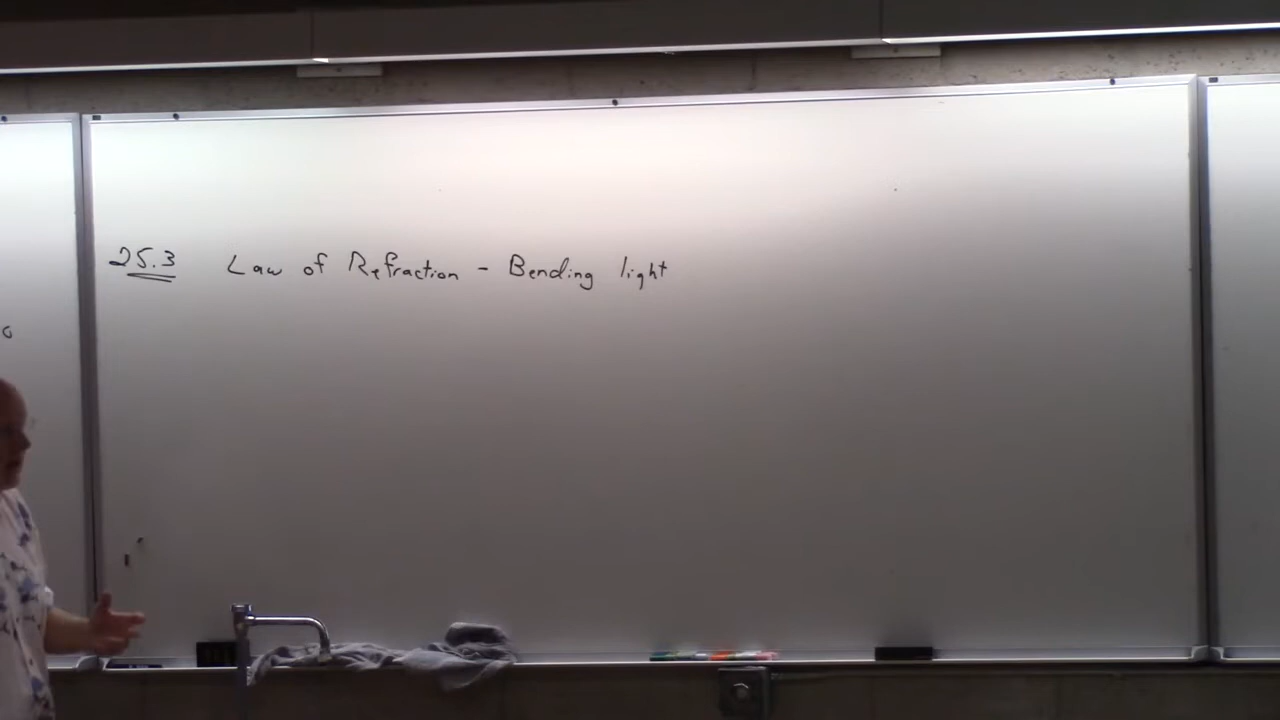 25.3 Law of Refraction - Bending light